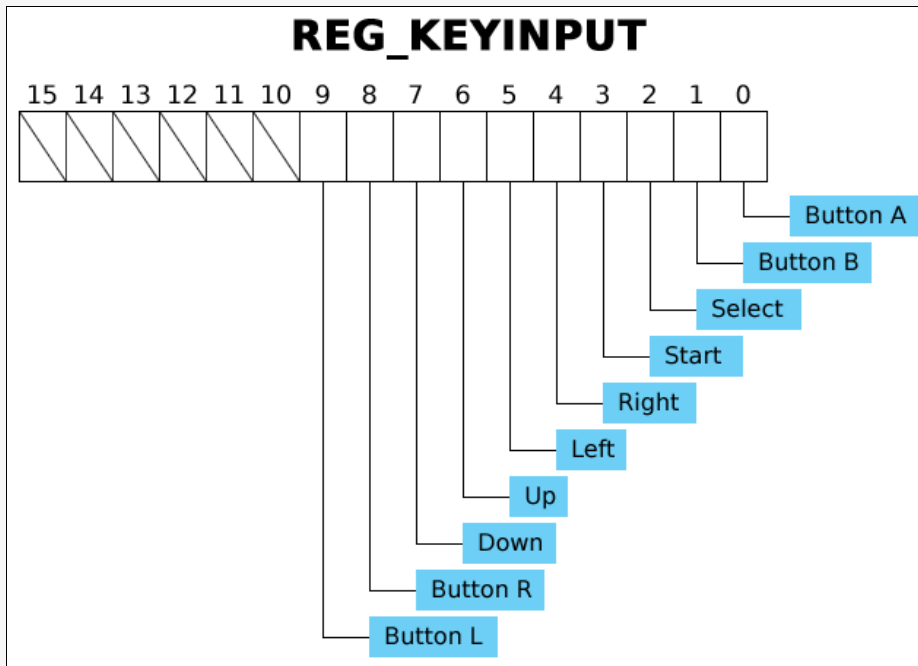 REG_KEYINPUT
15 14 13 12 11 10 9 8 7 6 5 4 3 2 1 0
Button A
Button B
Select
Start
Right
Left
Up
Down
Button R
Button L